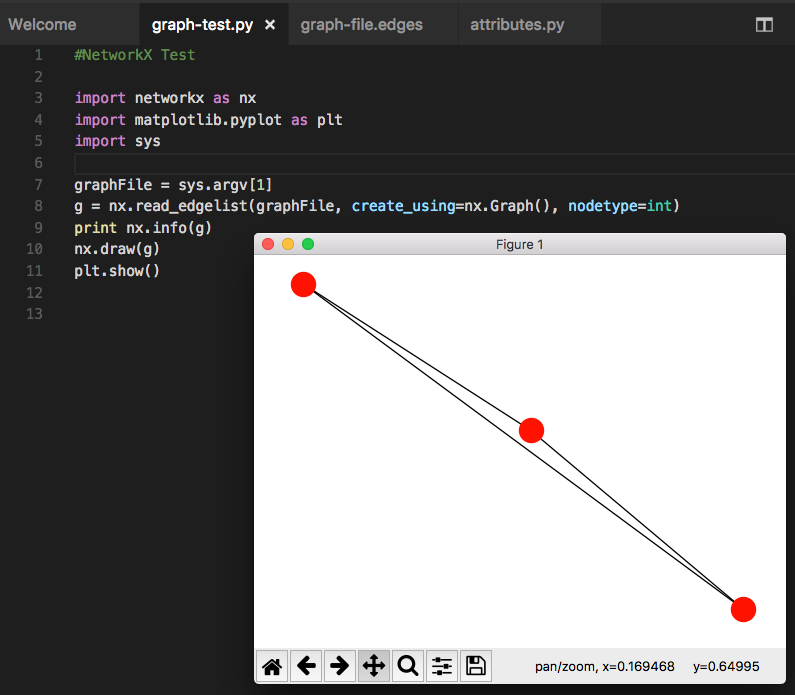 Welcome graph-test.py × graph-file.edges attributes.py
1 #NetworkX Test
2
3 import networkx as nx
4 import matplotlib.pyplot as plt
5 import sys
6
7 graphFile = sys.argv[1]
8 g = nx.read_edgelist(graphFile, create_using=nx.Graph(), nodetype=int)
9 print nx.info(g)
10 nx.draw(g)
11 plt.show()
12
13
Figure 1
pan/zoom, x=0.169468 y=0.64995